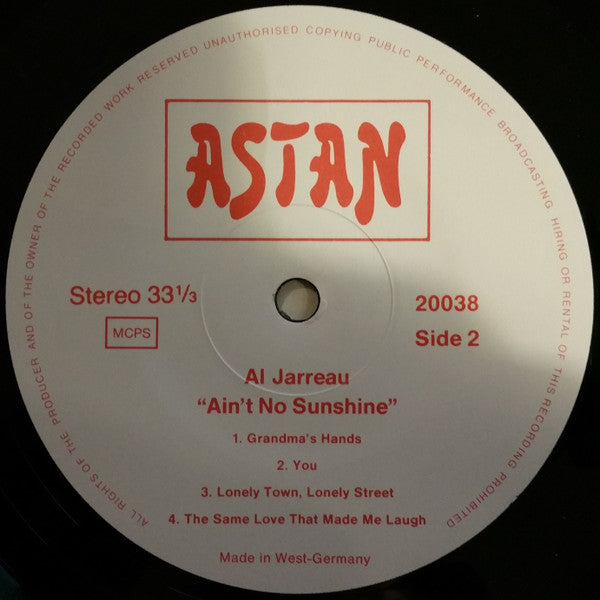 ALL RIGHTS OF THE PRODUCER AND OF THE OWNER OF THE RECORDED WORK RESERVED UNAUTHORISED COPYING PUBLIC PERFORMANCE BROADCASTING HIRING OR RENTAL OF THIS RECORDING PROHIBITED
ASTAN
Stereo 33 1/3
MCPS
20038
Side 2
Al Jarreau
“Ain't No Sunshine”
1. Grandma's Hands
2. You
3. Lonely Town, Lonely Street
4. The Same Love That Made Me Laugh
Made in West-Germany